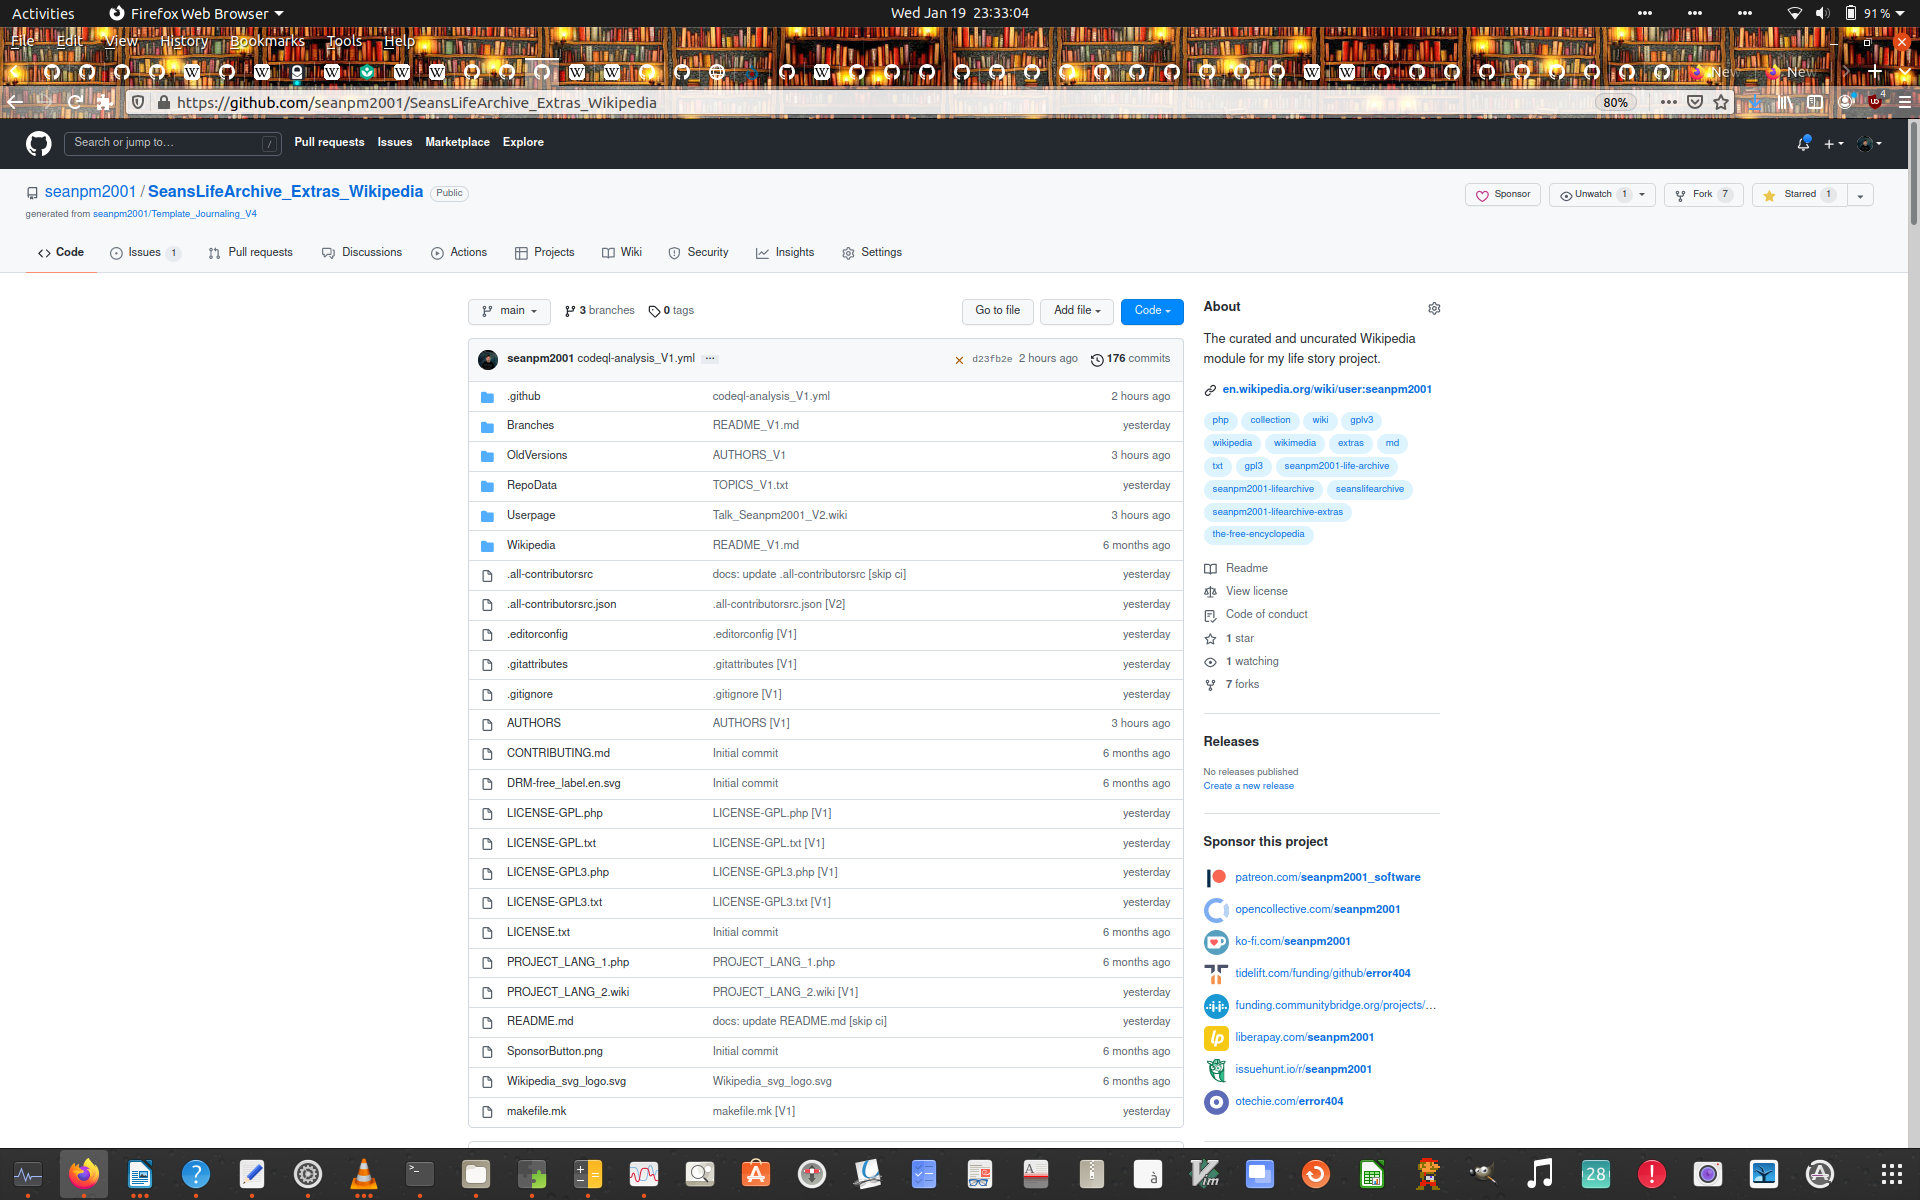 Activities Firefox Web Browser Wed Jan 19 23:33:04 91 %
File Edit View History Bookmarks Tools Help
New New
https://github.com/seanpm2001/SeansLifeArchive_Extras_Wikipedia 80% 4
Search or jump to… / Pull requests Issues Marketplace Explore
seanpm2001 / SeansLifeArchive_Extras_Wikipedia Public Sponsor Unwatch 1 Fork 7 Starred 1
generated from seanpm2001/Template_Journaling_V4
Code Issues 1 Pull requests Discussions Actions Projects Wiki Security Insights Settings
main 3 branches 0 tags Go to file Add file Code
seanpm2001 codeql-analysis_V1.yml ··· d23fb2e 2 hours ago 176 commits
.github codeql-analysis_V1.yml 2 hours ago
Branches README_V1.md yesterday
OldVersions AUTHORS_V1 3 hours ago
RepoData TOPICS_V1.txt yesterday
Userpage Talk_Seanpm2001_V2.wiki 3 hours ago
Wikipedia README_V1.md 6 months ago
.all-contributorsrc docs: update .all-contributorsrc [skip ci] yesterday
.all-contributorsrc.json .all-contributorsrc.json [V2] yesterday
.editorconfig .editorconfig [V1] yesterday
.gitattributes .gitattributes [V1] yesterday
.gitignore .gitignore [V1] yesterday
AUTHORS AUTHORS [V1] 3 hours ago
CONTRIBUTING.md Initial commit 6 months ago
DRM-free_label.en.svg Initial commit 6 months ago
LICENSE-GPL.php LICENSE-GPL.php [V1] yesterday
LICENSE-GPL.txt LICENSE-GPL.txt [V1] yesterday
LICENSE-GPL3.php LICENSE-GPL3.php [V1] yesterday
LICENSE-GPL3.txt LICENSE-GPL3.txt [V1] yesterday
LICENSE.txt Initial commit 6 months ago
PROJECT_LANG_1.php PROJECT_LANG_1.php 6 months ago
PROJECT_LANG_2.wiki PROJECT_LANG_2.wiki [V1] yesterday
README.md docs: update README.md [skip ci] yesterday
SponsorButton.png Initial commit 6 months ago
Wikipedia_svg_logo.svg Wikipedia_svg_logo.svg 6 months ago
makefile.mk makefile.mk [V1] yesterday
About
The curated and uncurated Wikipedia
module for my life story project.
en.wikipedia.org/wiki/user:seanpm2001
php collection wiki gplv3
wikipedia wikimedia extras md
txt gpl3 seanpm2001-life-archive
seanpm2001-lifearchive seanslifearchive
seanpm2001-lifearchive-extras
the-free-encyclopedia
Readme
View license
Code of conduct
1 star
1 watching
7 forks
Releases
No releases published
Create a new release
Sponsor this project
patreon.com/seanpm2001_software
opencollective.com/seanpm2001
ko-fi.com/seanpm2001
tidelift.com/funding/github/error404
funding.communitybridge.org/projects/…
liberapay.com/seanpm2001
issuehunt.io/r/seanpm2001
otechie.com/error404
28